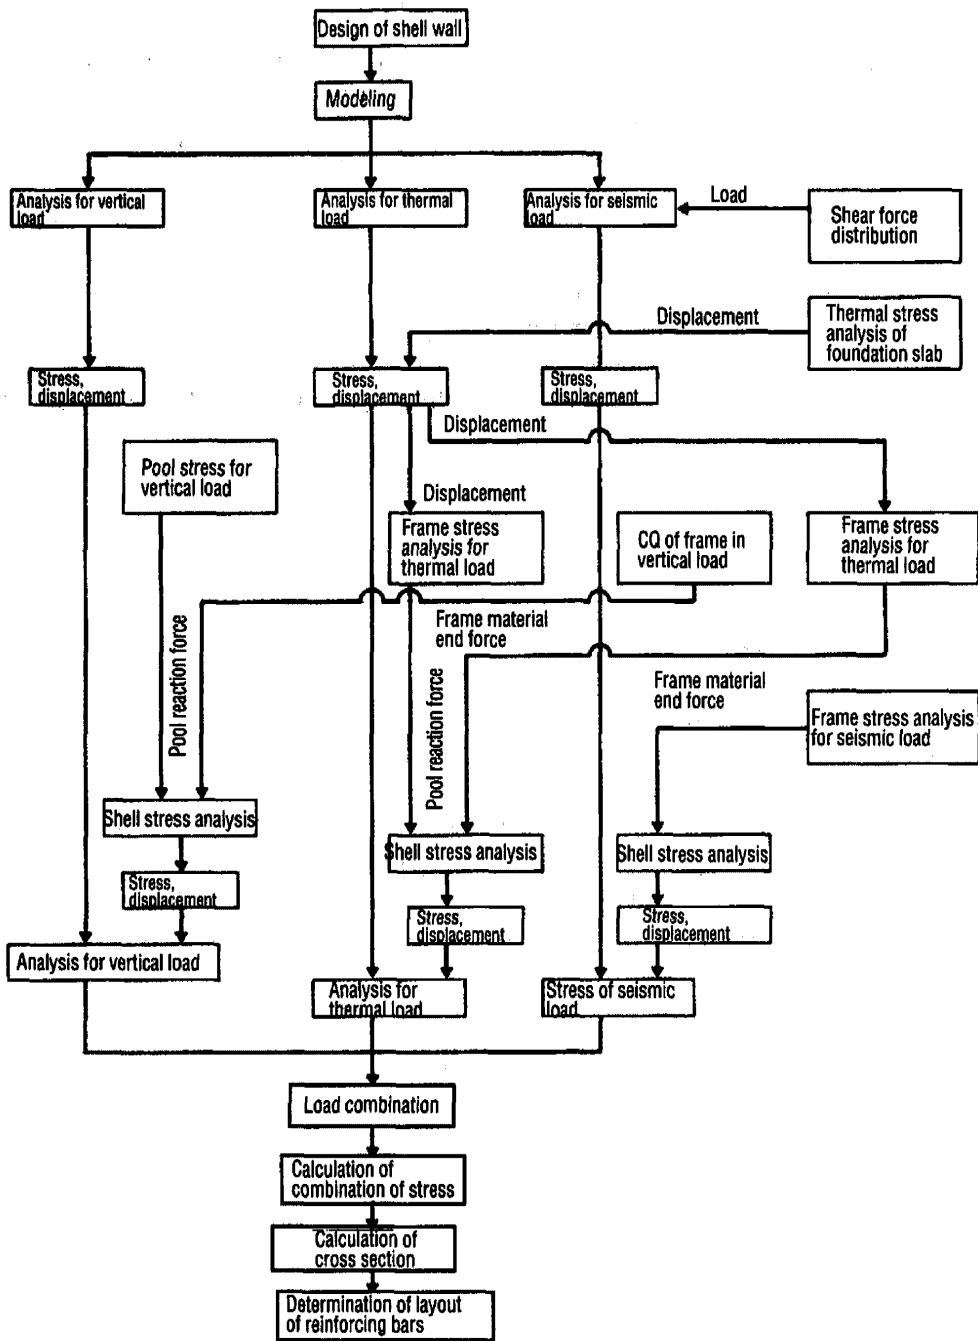 Design of shell wall
Modeling
Analysis for vertical
load
Analysis for thermal
load
Analysis for seismic
load
Load
Shear force
distribution
Displacement
Thermal stress
analysis of
foundation slab
Stress,
displacement
Stress,
displacement
Stress,
displacement
Displacement
Pool stress for
vertical load
Displacement
Frame stress
analysis for
thermal load
CQ of frame in
vertical load
Frame stress
analysis for
thermal load
Pool reaction force
Frame material
end force
Pool reaction force
Frame material
end force
Frame stress analysis
for seismic load
Shell stress analysis
Shell stress analysis
Shell stress analysis
Stress,
displacement
Stress,
displacement
Stress,
displacement
Analysis for vertical load
Analysis for
thermal load
Stress of seismic
load
Load combination
Calculation of
combination of stress
Calculation of
cross section
Determination of layout
of reinforcing bars